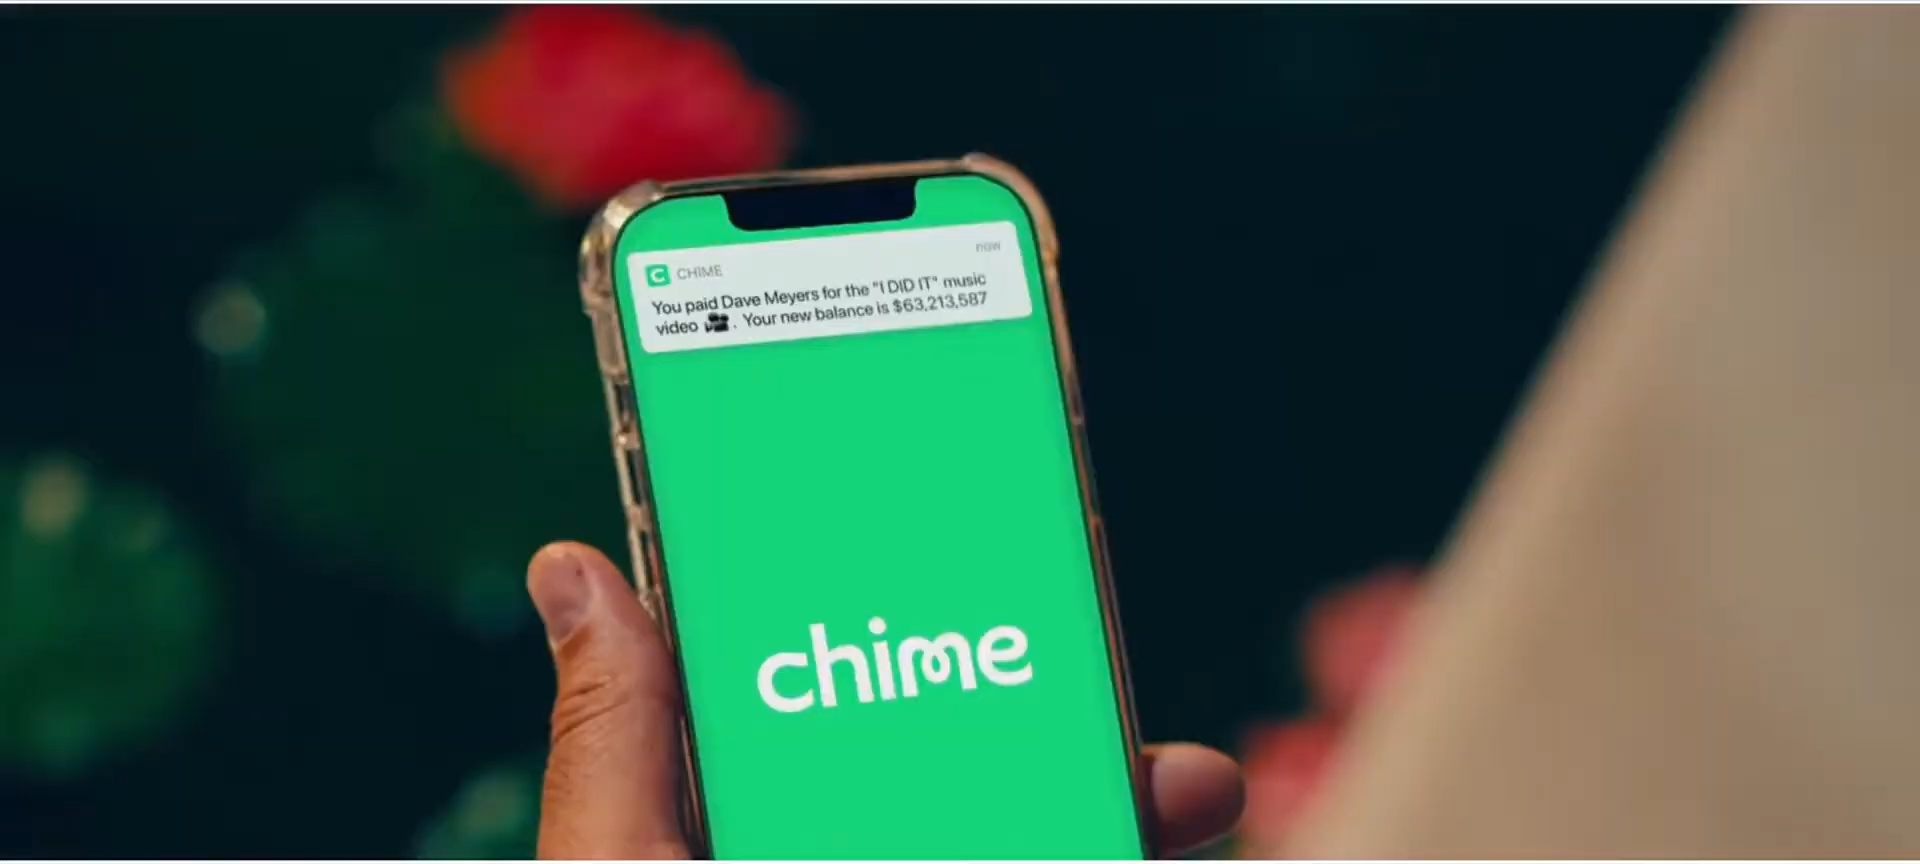 now
CHIME
You paid Dave Meyers for the "I DID IT" music
video 🎥. Your new balance is $63,213,587
chime